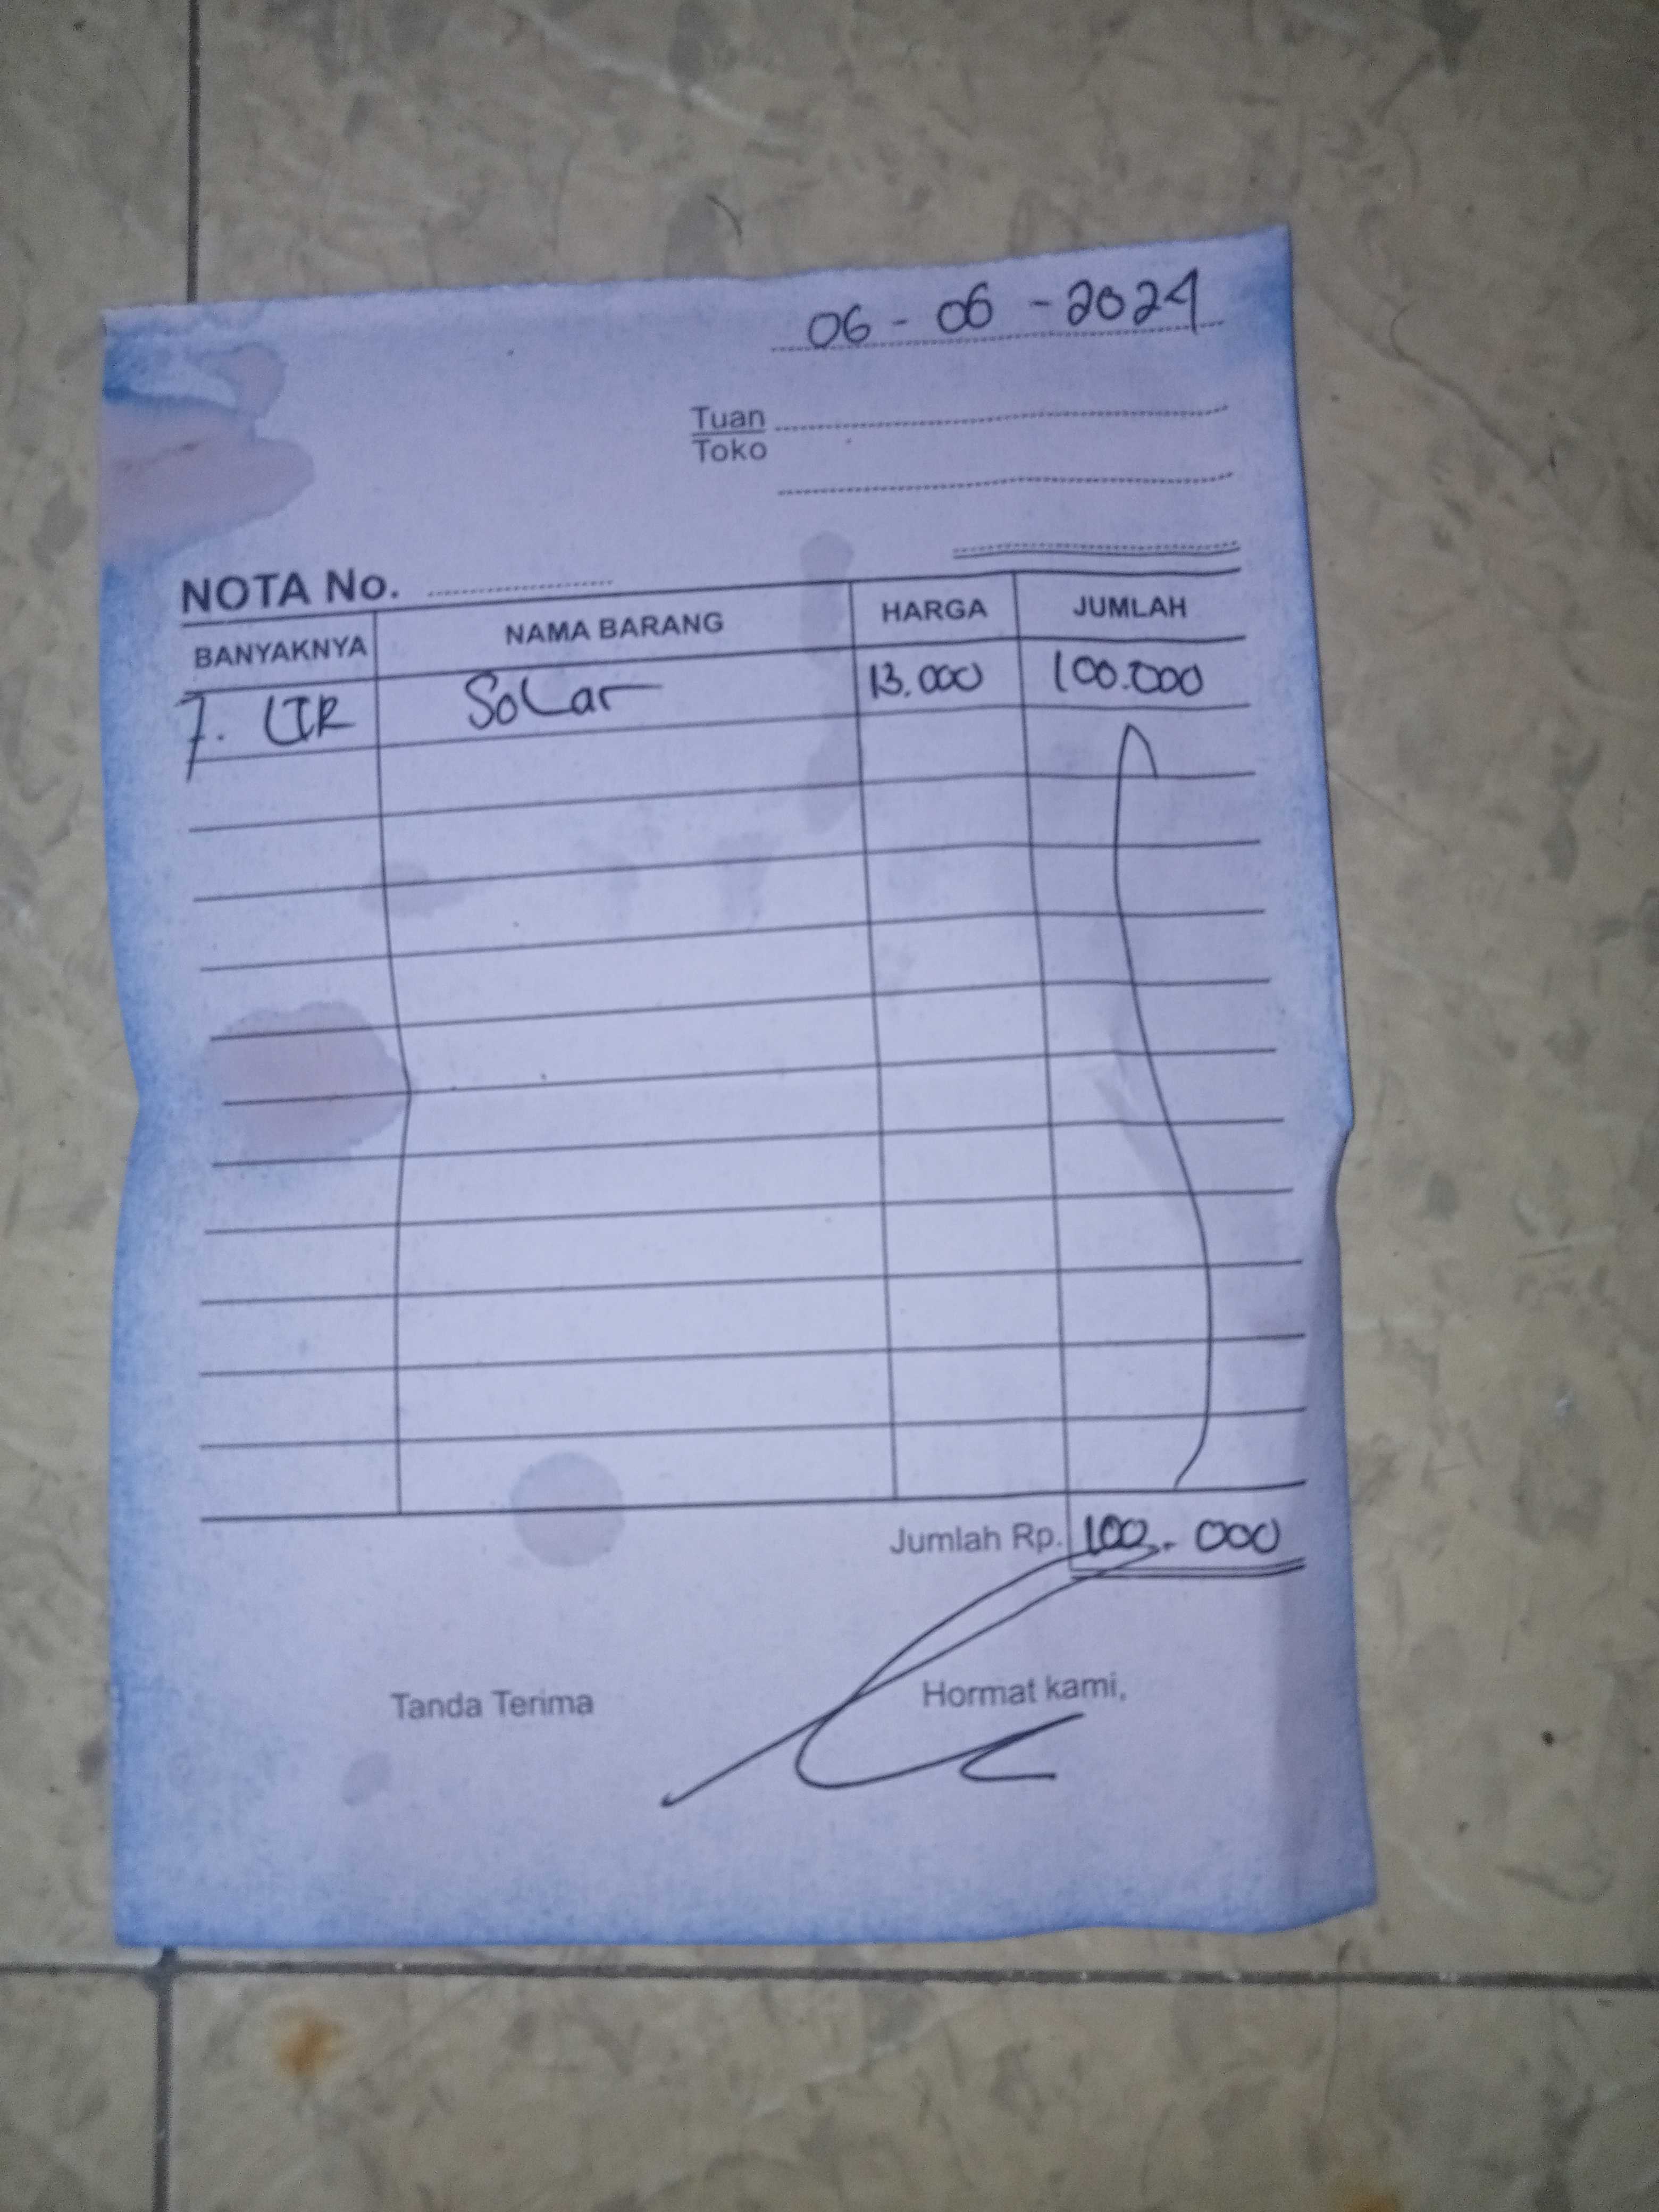 06 - 06 - 2024
Tuan
Toko
NOTA No.
BANYAKNYA NAMA BARANG HARGA JUMLAH
7. LTR Solar 13.000 100.000
Jumlah Rp. 100. 000
Tanda Terima Hormat kami,